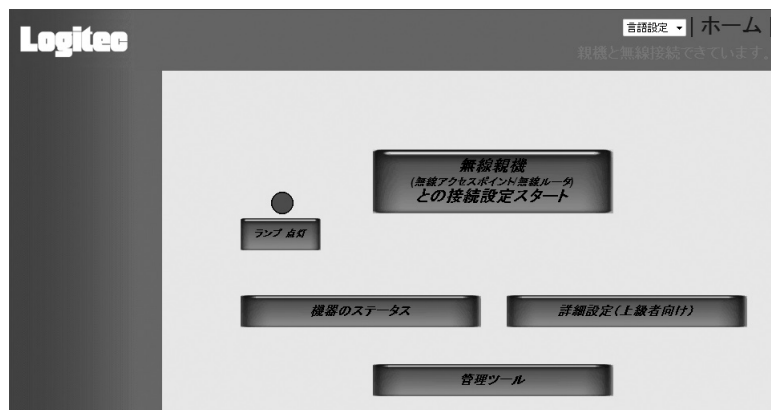 Logitec
言語設定 | ホーム |
親機と無線接続できています。
無線親機
(無線アクセスポイント/無線ルータ)
との接続設定スタート
ランプ 点灯
機器のステータス
詳細設定(上級者向け)
管理ツール